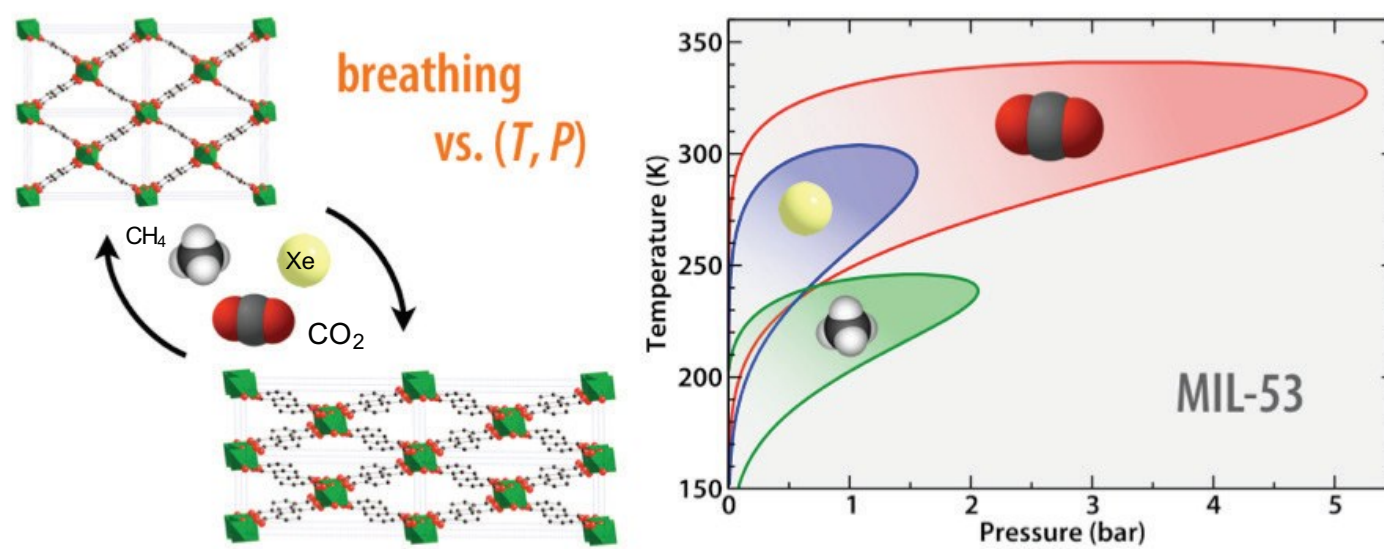 breathing
vs. (T, P)
CH4
Xe
CO2
Temperature (K)
350
300
250
200
150
MIL-53
0 1 2 3 4 5
Pressure (bar)